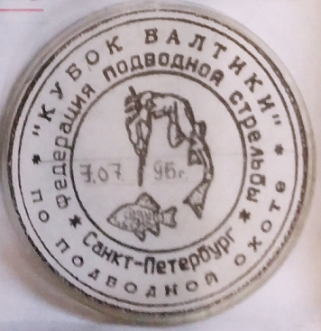 "КУБОК БАЛТИКИ"
ПО ПОДВОДНОЙ ОХОТЕ
Федерация подводной стрельбы
Санкт-Петербург
7.07 96г.